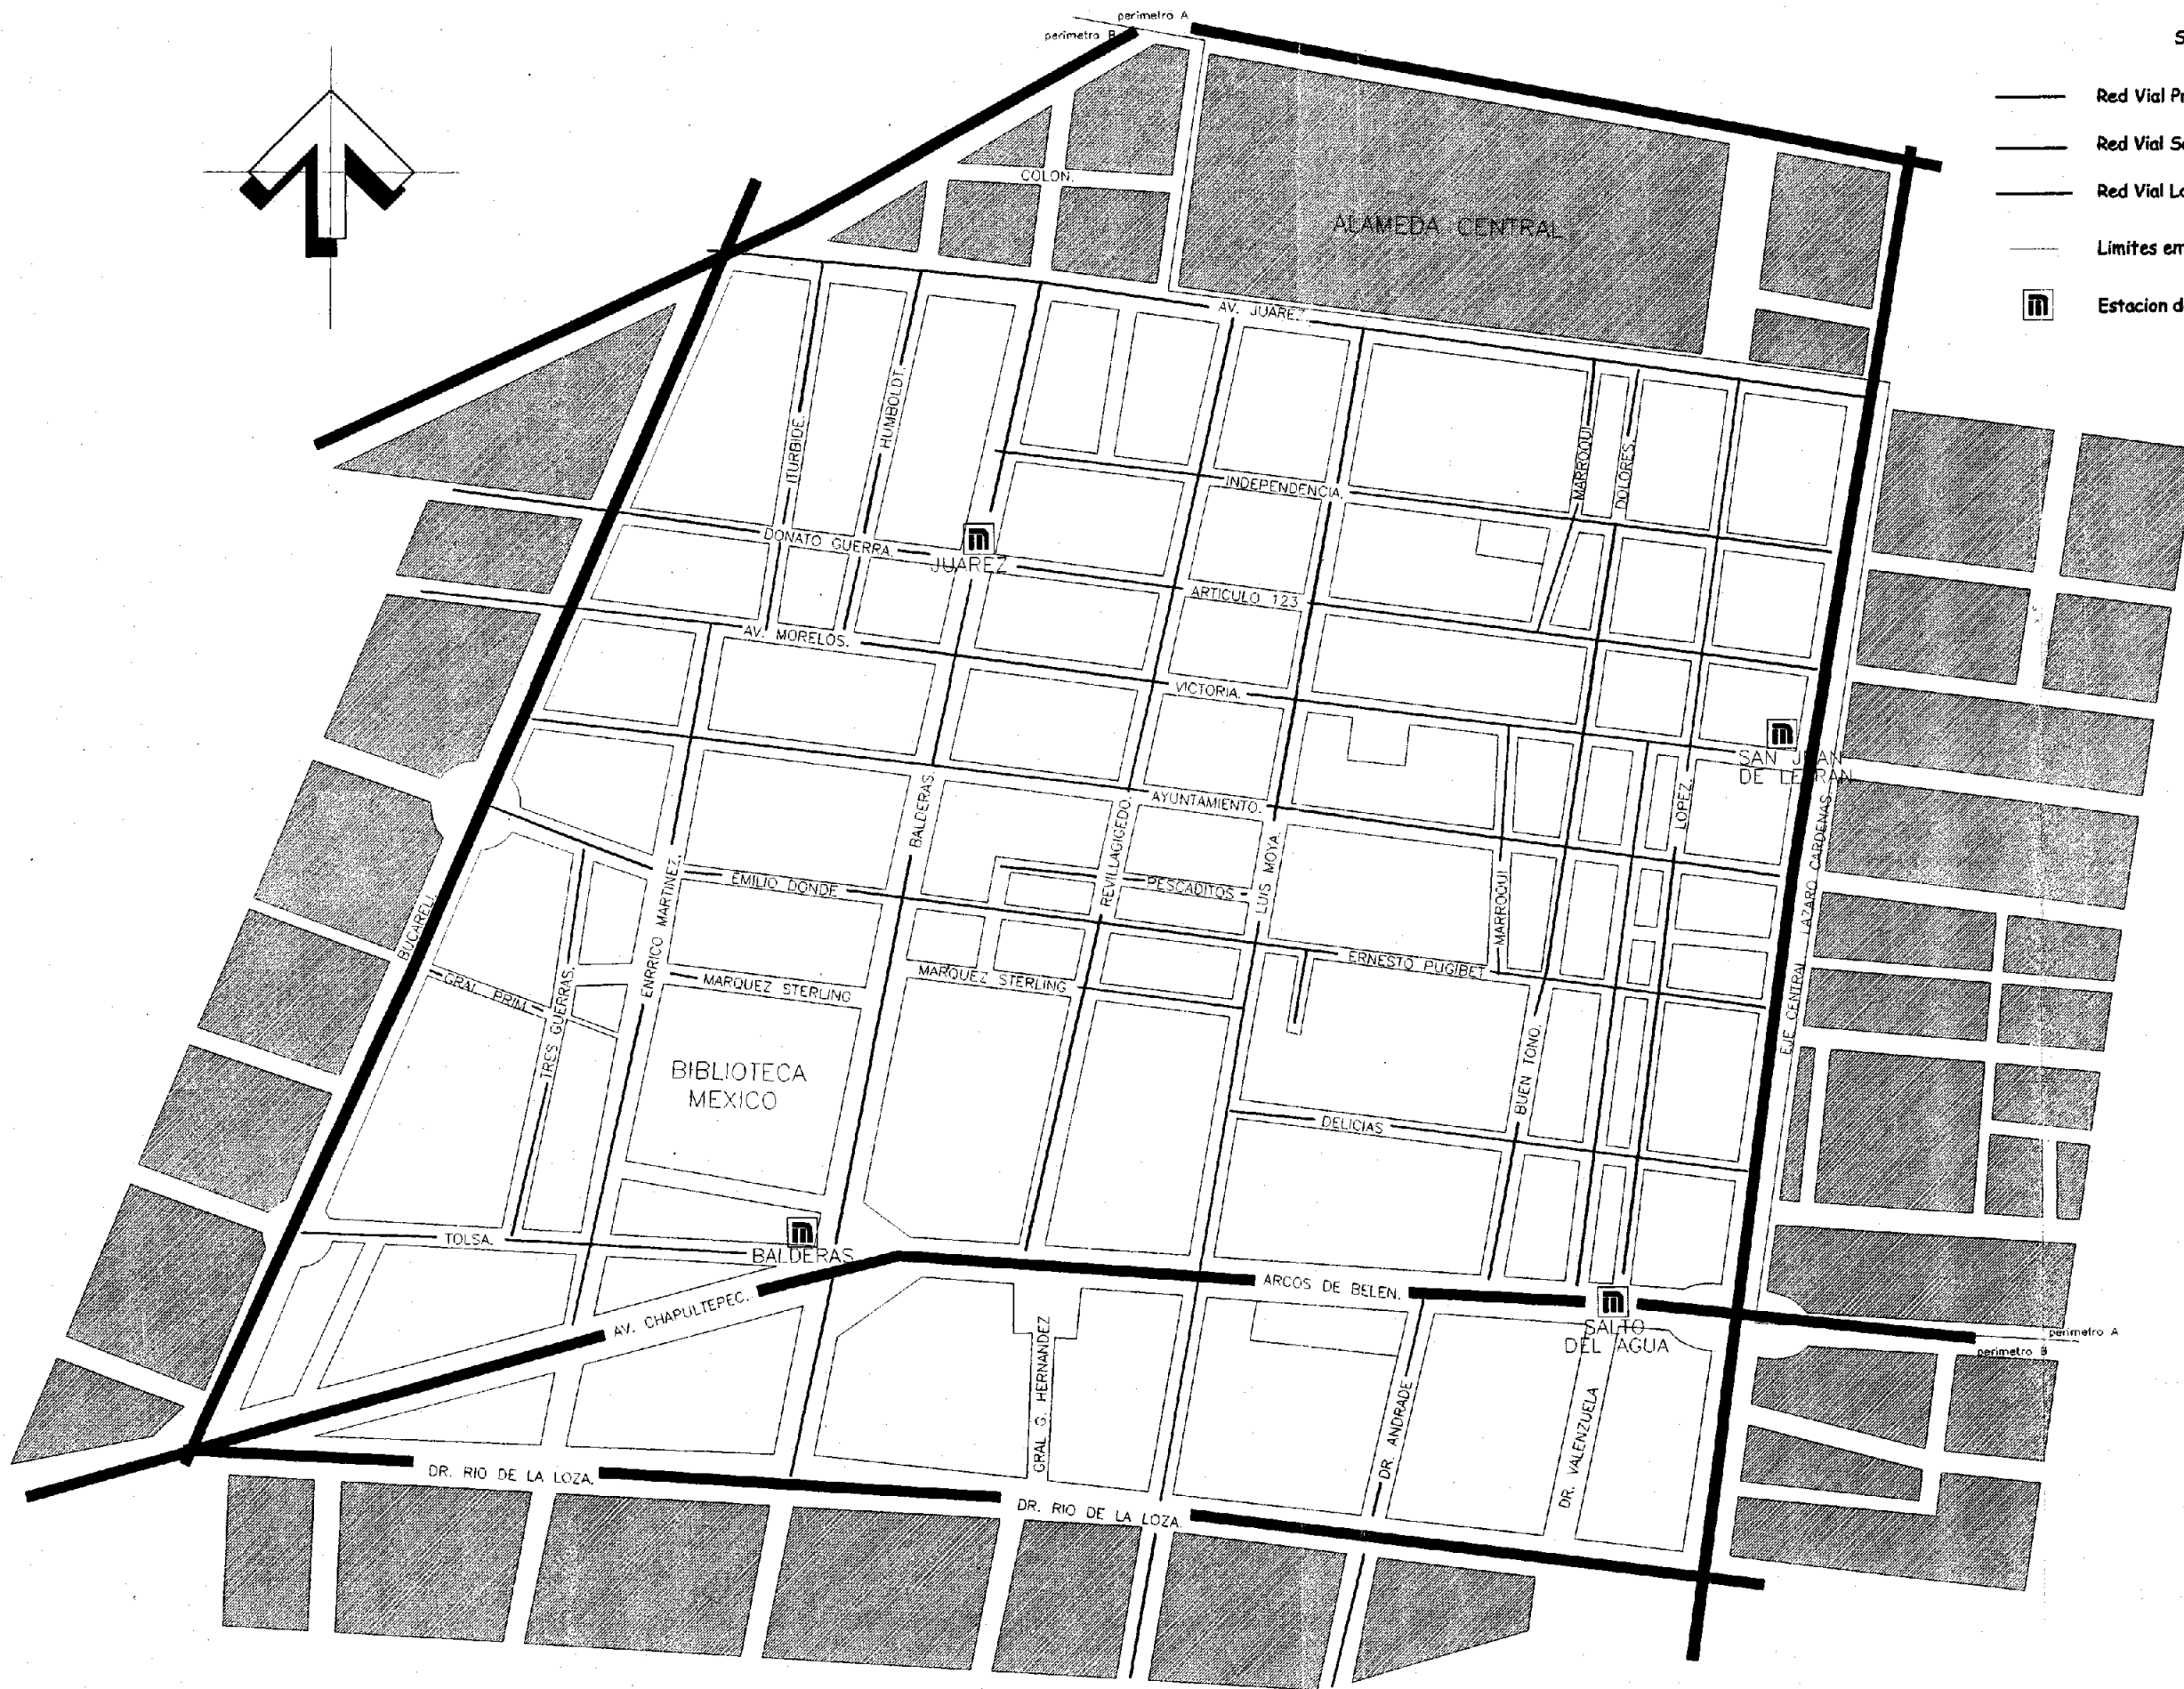 perimetro A
perimetro B
Red Vial
Red Vial
Red Vial
Limites
Estacion
COLON.
ALAMEDA CENTRAL
AV. JUAREZ.
ITURBIDE.
HUMBOLDT.
MARROQUI
DOLORES.
INDEPENDENCIA.
DONATO GUERRA.
JUAREZ
ARTICULO 123
AV. MORELOS.
VICTORIA.
SAN JUAN
DE LETRAN
BALDERAS.
REVILLAGIGEDO.
AYUNTAMIENTO.
LOPEZ.
LUIS MOYA.
EJE CENTRAL LAZARO CARDENAS.
ENRRICO MARTINEZ.
EMILIO DONDE
PESCADITOS
MARROQUI
BUCARELI.
GRAL. PRIM.
TRES GUERRAS.
MARQUEZ STERLING
MARQUEZ STERLING
ERNESTO PUGIBET
BUEN TONO.
BIBLIOTECA
MEXICO
DELICIAS
TOLSA.
BALDERAS
ARCOS DE BELEN.
AV. CHAPULTEPEC.
SALTO
DEL AGUA
perimetro A
perimetro B
GRAL G. HERNANDEZ
DR. ANDRADE
DR. VALENZUELA
DR. RIO DE LA LOZA.
DR. RIO DE LA LOZA.